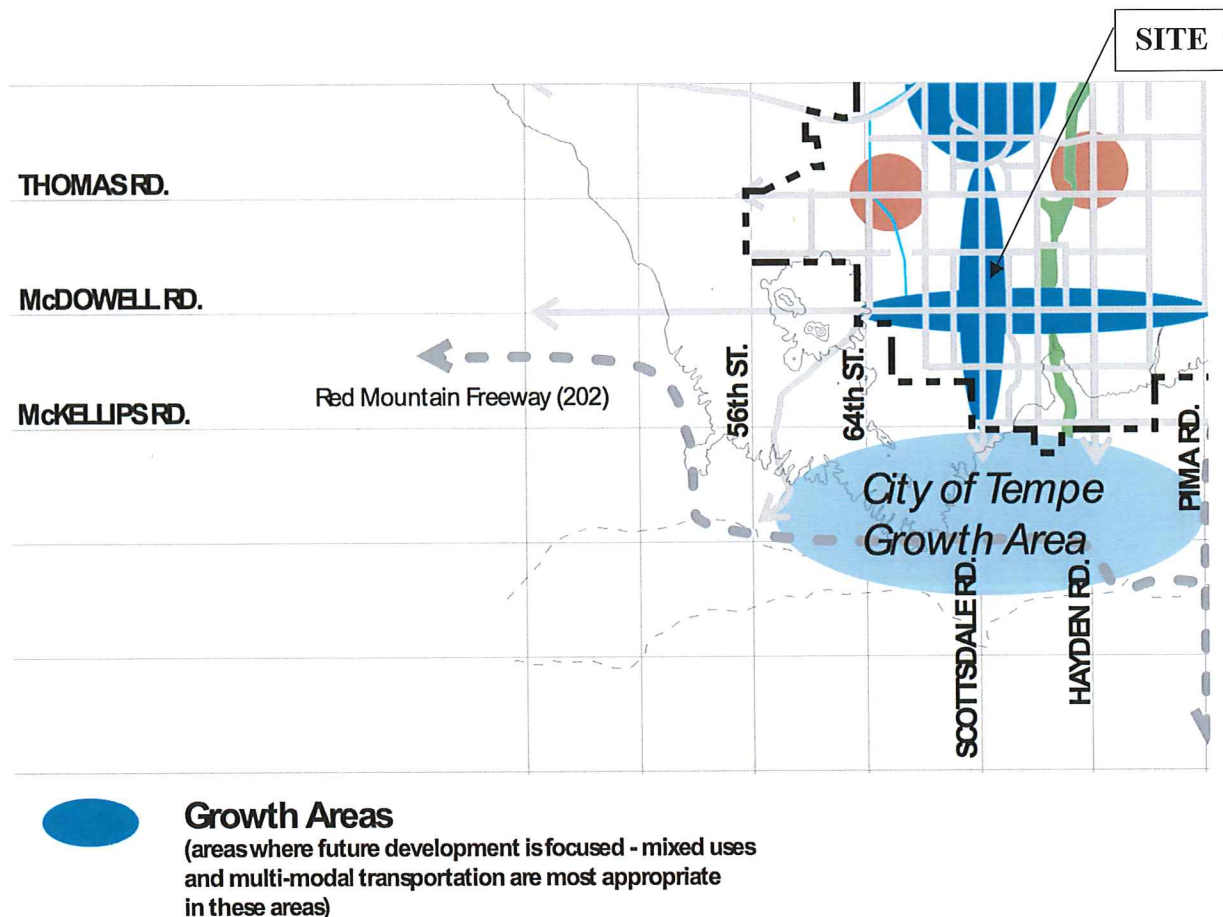 SITE
THOMAS RD.
McDOWELL RD.
Red Mountain Freeway (202)
McKELLIPS RD.
56th ST.
64th ST.
City of Tempe
Growth Area
SCOTTSDALE RD.
HAYDEN RD.
PIMA RD.
Growth Areas
(areas where future development is focused - mixed uses
and multi-modal transportation are most appropriate
in these areas)